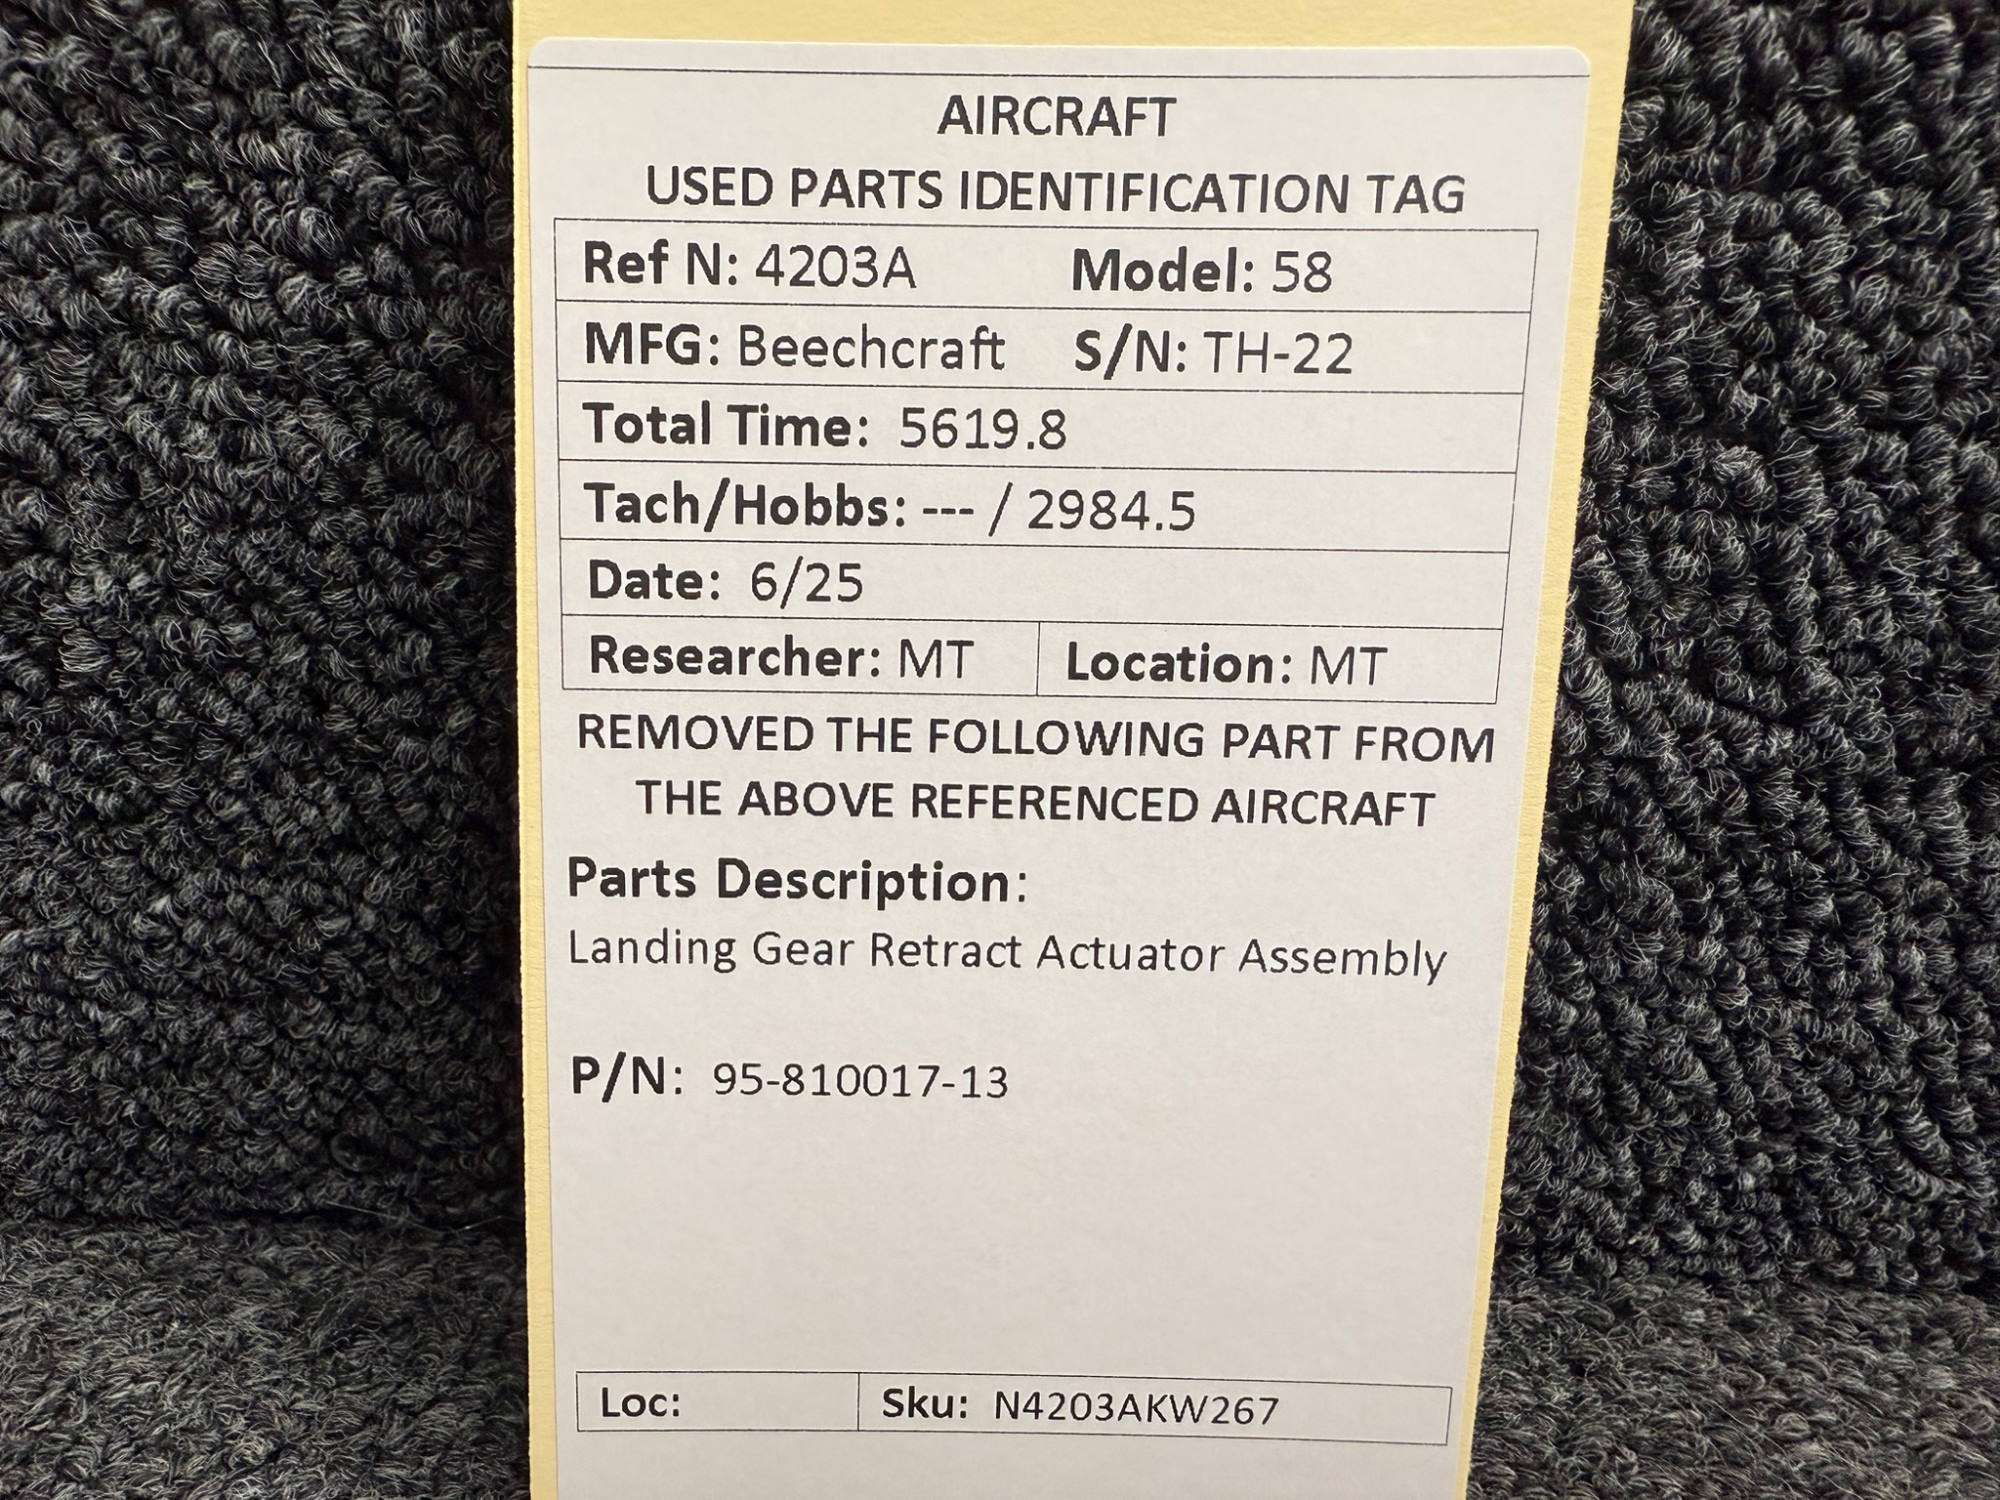 AIRCRAFT
USED PARTS IDENTIFICATION TAG
Ref N: 4203A Model: 58
MFG: Beechcraft S/N: TH-22
Total Time: 5619.8
Tach/Hobbs: --- / 2984.5
Date: 6/25
Researcher: MT Location: MT
REMOVED THE FOLLOWING PART FROM
THE ABOVE REFERENCED AIRCRAFT
Parts Description:
Landing Gear Retract Actuator Assembly
P/N: 95-810017-13
Loc: Sku: N4203AKW267